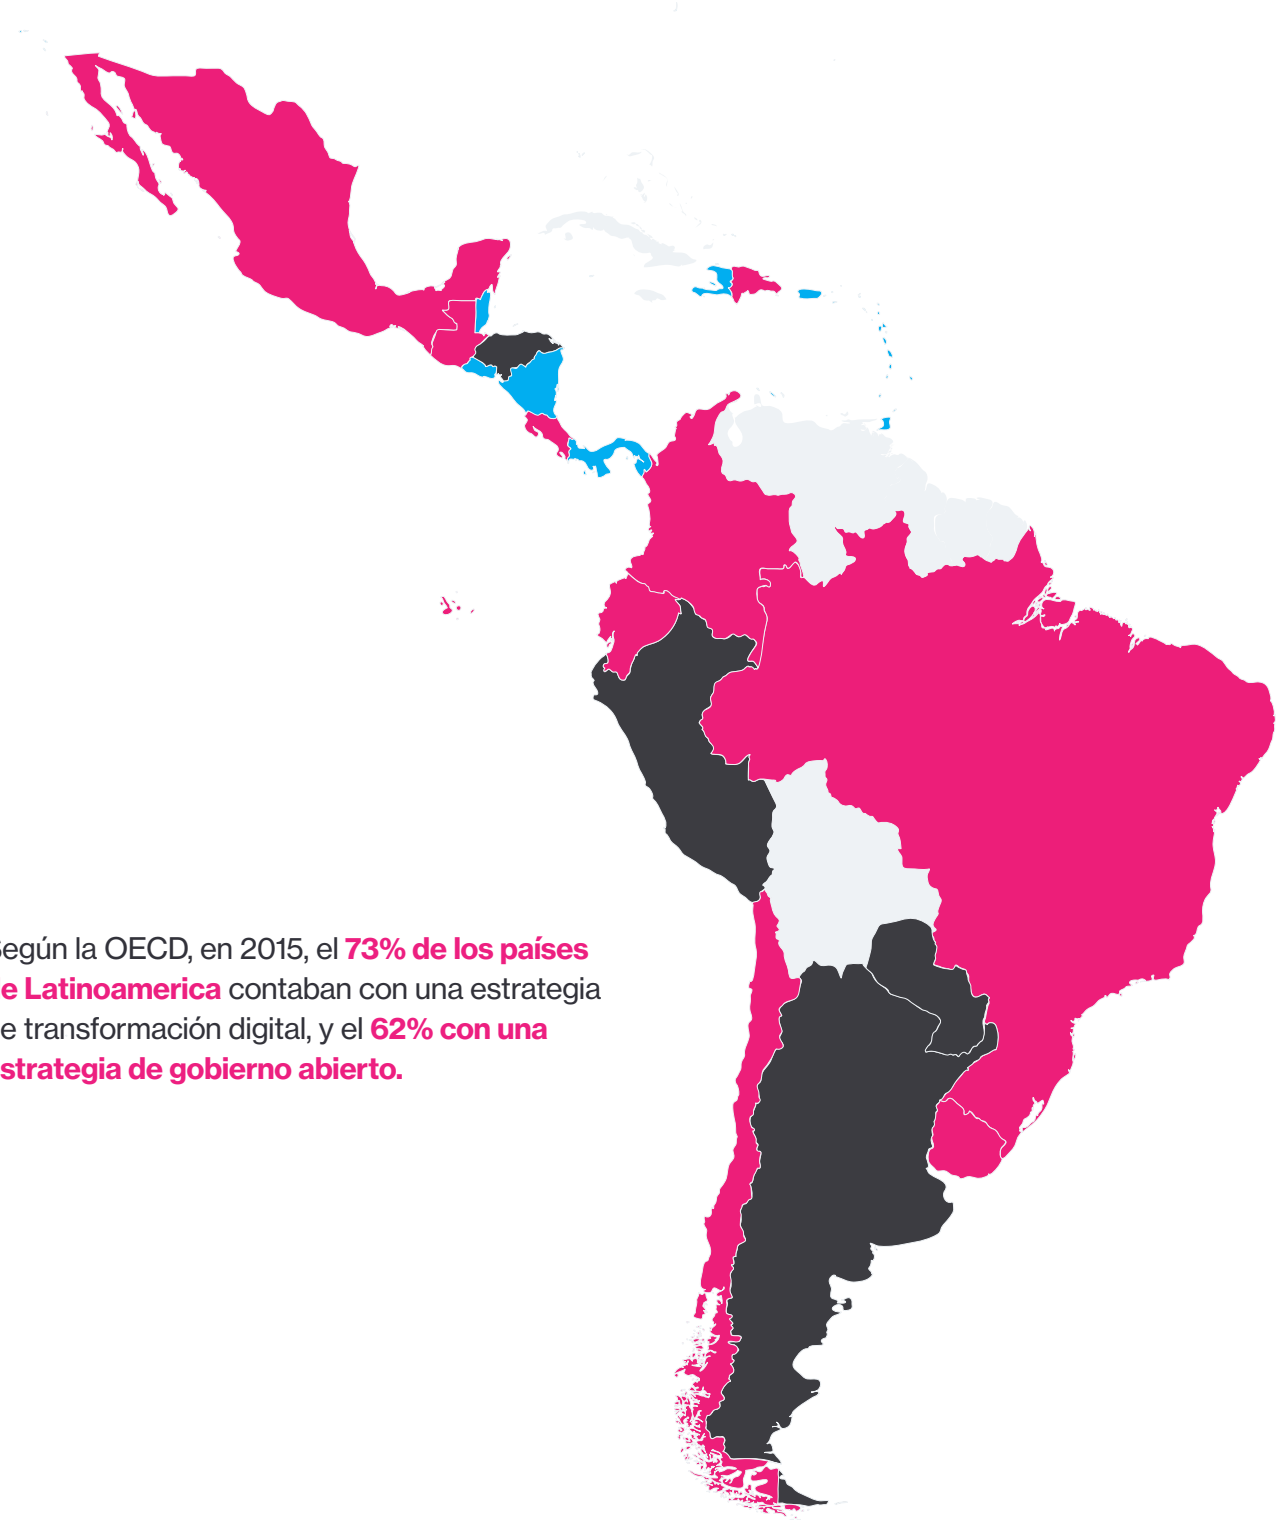 Según la OECD, en 2015, el 73% de los países
e Latinoamerica contaban con una estrategia
e transformación digital, y el 62% con una
strategia de gobierno abierto.